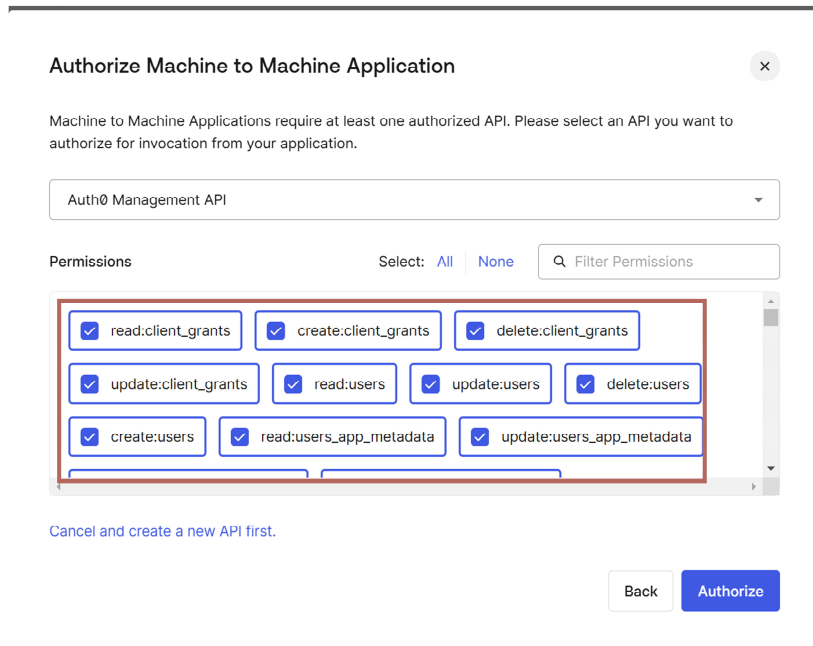 Authorize Machine to Machine Application
Machine to Machine Applications require at least one authorized API. Please select an API you want to
authorize for invocation from your application.
Auth0 Management API
Permissions Select: All None Filter Permissions
read:client_grants create:client_grants delete:client_grants
update:client_grants read:users update:users delete:users
create:users read:users_app_metadata update:users_app_metadata
Cancel and create a new API first.
Back Authorize